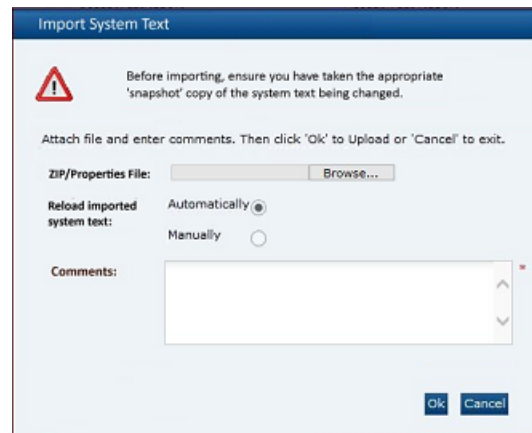 Import System Text
Before importing, ensure you have taken the appropriate
'snapshot' copy of the system text being changed.
Attach file and enter comments. Then click 'Ok' to Upload or 'Cancel' to exit.
ZIP/Properties File: Browse...
Reload imported Automatically
system text:
Manually
Comments: *
Ok Cancel